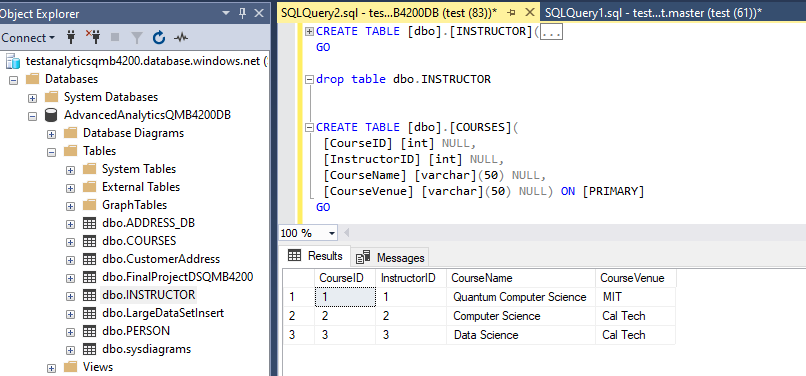 Object Explorer
Connect
testanalyticsqmb4200.database.windows.net (
Databases
System Databases
AdvancedAnalyticsQMB4200DB
Database Diagrams
Tables
System Tables
External Tables
GraphTables
dbo.ADDRESS_DB
dbo.COURSES
dbo.CustomerAddress
dbo.FinalProjectDSQMB4200
dbo.INSTRUCTOR
dbo.LargeDataSetInsert
dbo.PERSON
dbo.sysdiagrams
Views
SQLQuery2.sql - tes...B4200DB (test (83))* SQLQuery1.sql - test...t.master (test (61))*
CREATE TABLE [dbo].[INSTRUCTOR](...
GO
drop table dbo.INSTRUCTOR
CREATE TABLE [dbo].[COURSES](
[CourseID] [int] NULL,
[InstructorID] [int] NULL,
[CourseName] [varchar](50) NULL,
[CourseVenue] [varchar](50) NULL) ON [PRIMARY]
GO
100 %
Results Messages
CourseID InstructorID CourseName CourseVenue
1 1 1 Quantum Computer Science MIT
2 2 2 Computer Science Cal Tech
3 3 3 Data Science Cal Tech